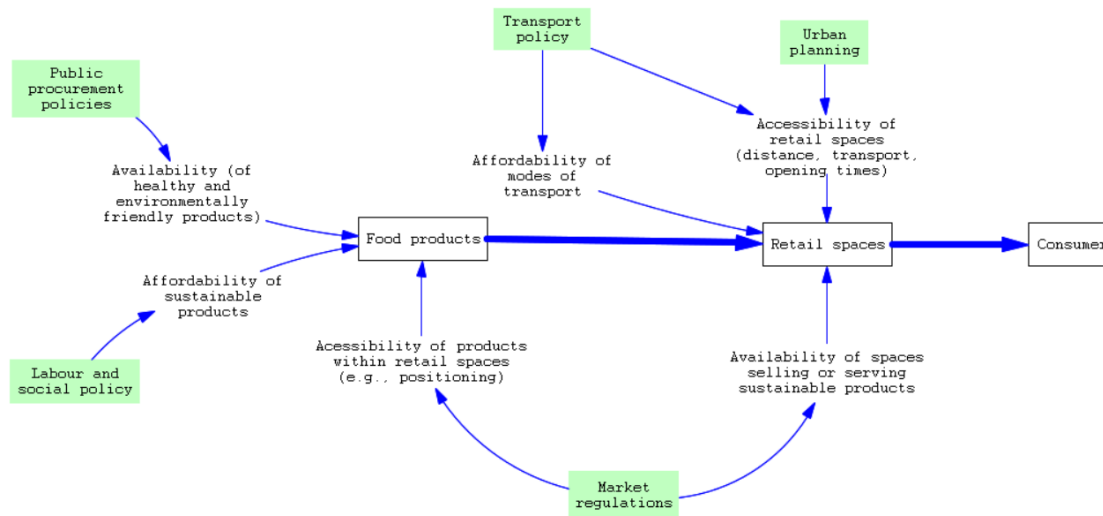 Transport
policy
Urban
planning
Public
procurement
policies
Accessibility of
retail spaces
(distance, transport,
opening times)
Affordability of
modes of
transport
Availability (of
healthy and
environmentally
friendly products)
Food products
Retail spaces
Consumer
Affordability of
sustainable
products
Acessibility of products
within retail spaces
(e.g., positioning)
Availability of spaces
selling or serving
sustainable products
Labour and
social policy
Market
regulations